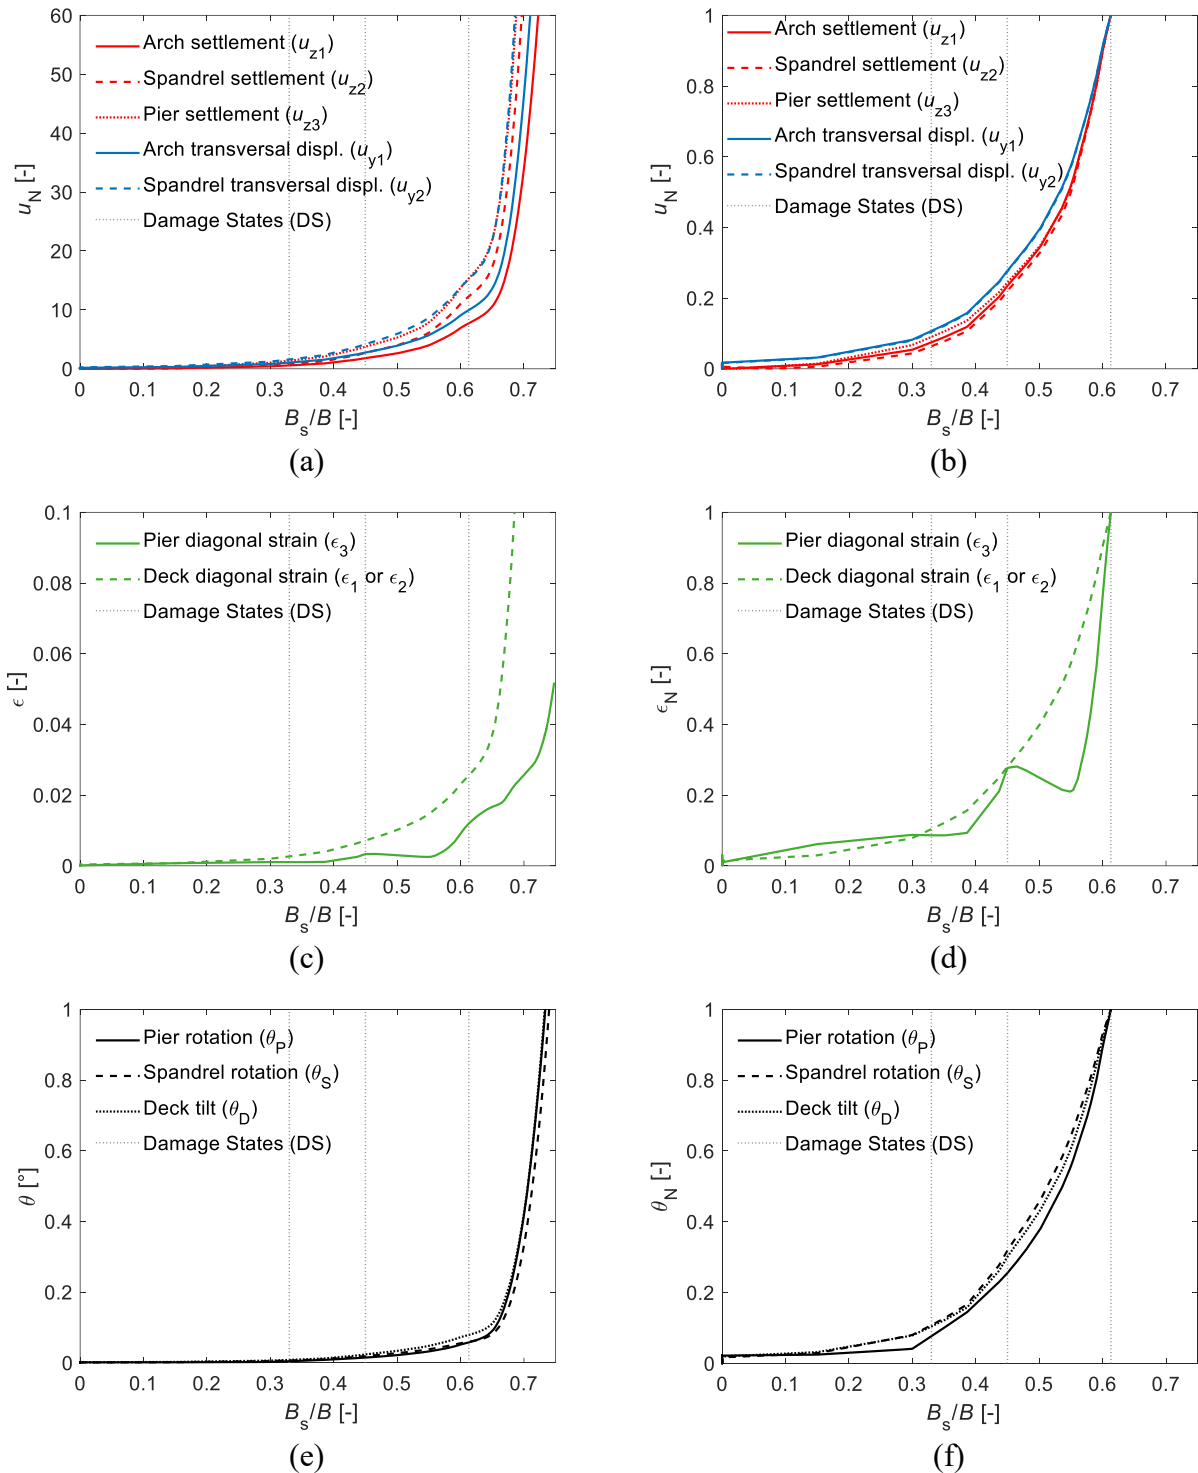 60
50
40
30
20
10
0
u_N [-]
Arch settlement (u_z1)
Spandrel settlement (u_z2)
Pier settlement (u_z3)
Arch transversal displ. (u_y1)
Spandrel transversal displ. (u_y2)
Damage States (DS)
0 0.1 0.2 0.3 0.4 0.5 0.6 0.7
B_s/B [-]
(a)
1
0.8
0.6
0.4
0.2
0
u_N [-]
Arch settlement (u_z1)
Spandrel settlement (u_z2)
Pier settlement (u_z3)
Arch transversal displ. (u_y1)
Spandrel transversal displ. (u_y2)
Damage States (DS)
0 0.1 0.2 0.3 0.4 0.5 0.6 0.7
B_s/B [-]
(b)
0.1
0.08
0.06
0.04
0.02
0
ϵ [-]
Pier diagonal strain (ϵ_3)
Deck diagonal strain (ϵ_1 or ϵ_2)
Damage States (DS)
0 0.1 0.2 0.3 0.4 0.5 0.6 0.7
B_s/B [-]
(c)
1
0.8
0.6
0.4
0.2
0
ϵ_N [-]
Pier diagonal strain (ϵ_3)
Deck diagonal strain (ϵ_1 or ϵ_2)
Damage States (DS)
0 0.1 0.2 0.3 0.4 0.5 0.6 0.7
B_s/B [-]
(d)
1
0.8
0.6
0.4
0.2
0
θ [°]
Pier rotation (θ_P)
Spandrel rotation (θ_S)
Deck tilt (θ_D)
Damage States (DS)
0 0.1 0.2 0.3 0.4 0.5 0.6 0.7
B_s/B [-]
(e)
1
0.8
0.6
0.4
0.2
0
θ_N [-]
Pier rotation (θ_P)
Spandrel rotation (θ_S)
Deck tilt (θ_D)
Damage States (DS)
0 0.1 0.2 0.3 0.4 0.5 0.6 0.7
B_s/B [-]
(f)